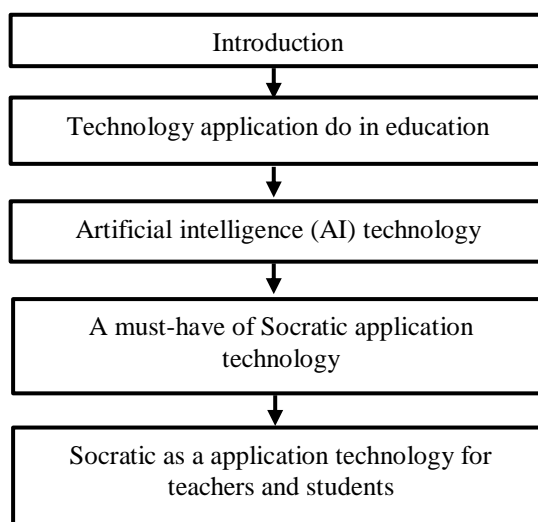 Introduction
Technology application do in education
Artificial intelligence (AI) technology
A must-have of Socratic application
technology
Socratic as a application technology for
teachers and students